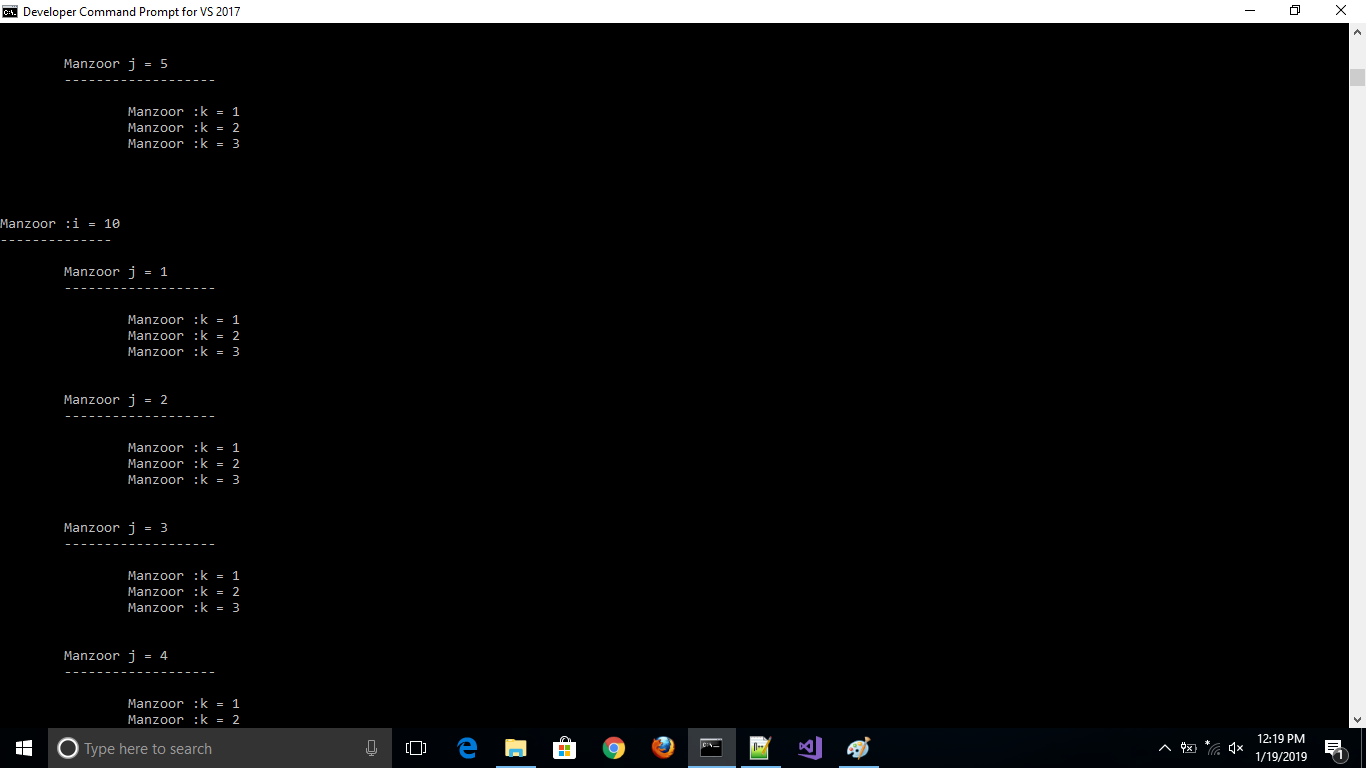 Developer Command Prompt for VS 2017
Manzoor j = 5
-------------------
Manzoor :k = 1
Manzoor :k = 2
Manzoor :k = 3
Manzoor :i = 10
--------------
Manzoor j = 1
-------------------
Manzoor :k = 1
Manzoor :k = 2
Manzoor :k = 3
Manzoor j = 2
-------------------
Manzoor :k = 1
Manzoor :k = 2
Manzoor :k = 3
Manzoor j = 3
-------------------
Manzoor :k = 1
Manzoor :k = 2
Manzoor :k = 3
Manzoor j = 4
-------------------
Manzoor :k = 1
Manzoor :k = 2
Type here to search
12:19 PM
1/19/2019
1